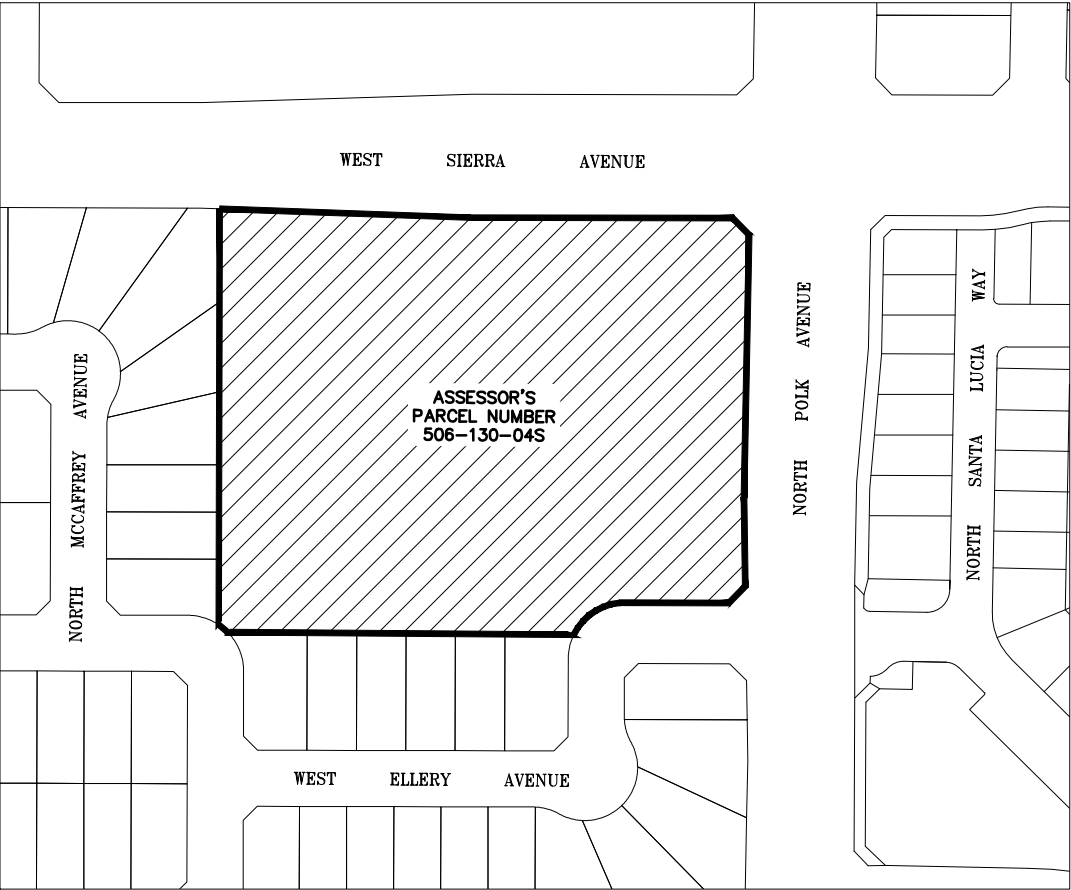 WEST SIERRA AVENUE
ASSESSOR'S
PARCEL NUMBER
506-130-04S
NORTH MCCAFFREY AVENUE
NORTH POLK AVENUE
NORTH SANTA LUCIA WAY
WEST ELLERY AVENUE